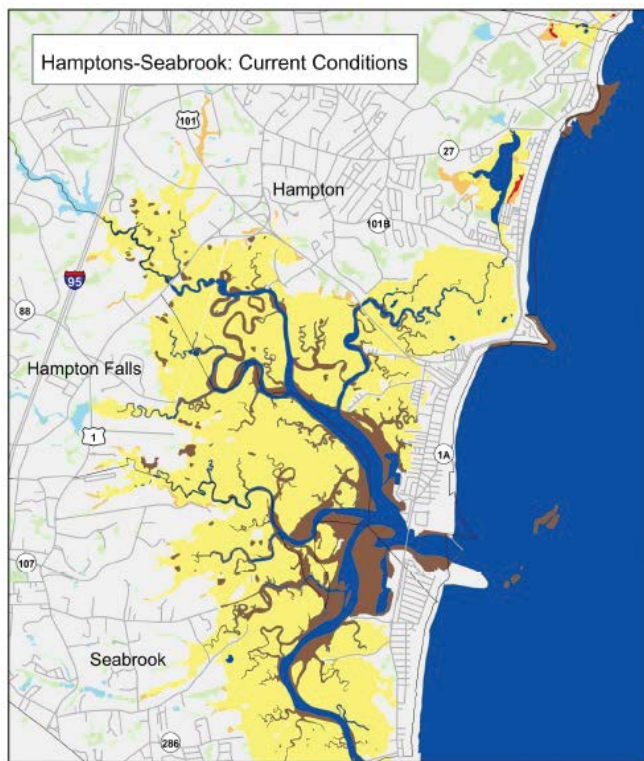 Hamptons-Seabrook: Current Conditions
101
27
Hampton
101B
95
88
Hampton Falls
1
1A
107
Seabrook
286